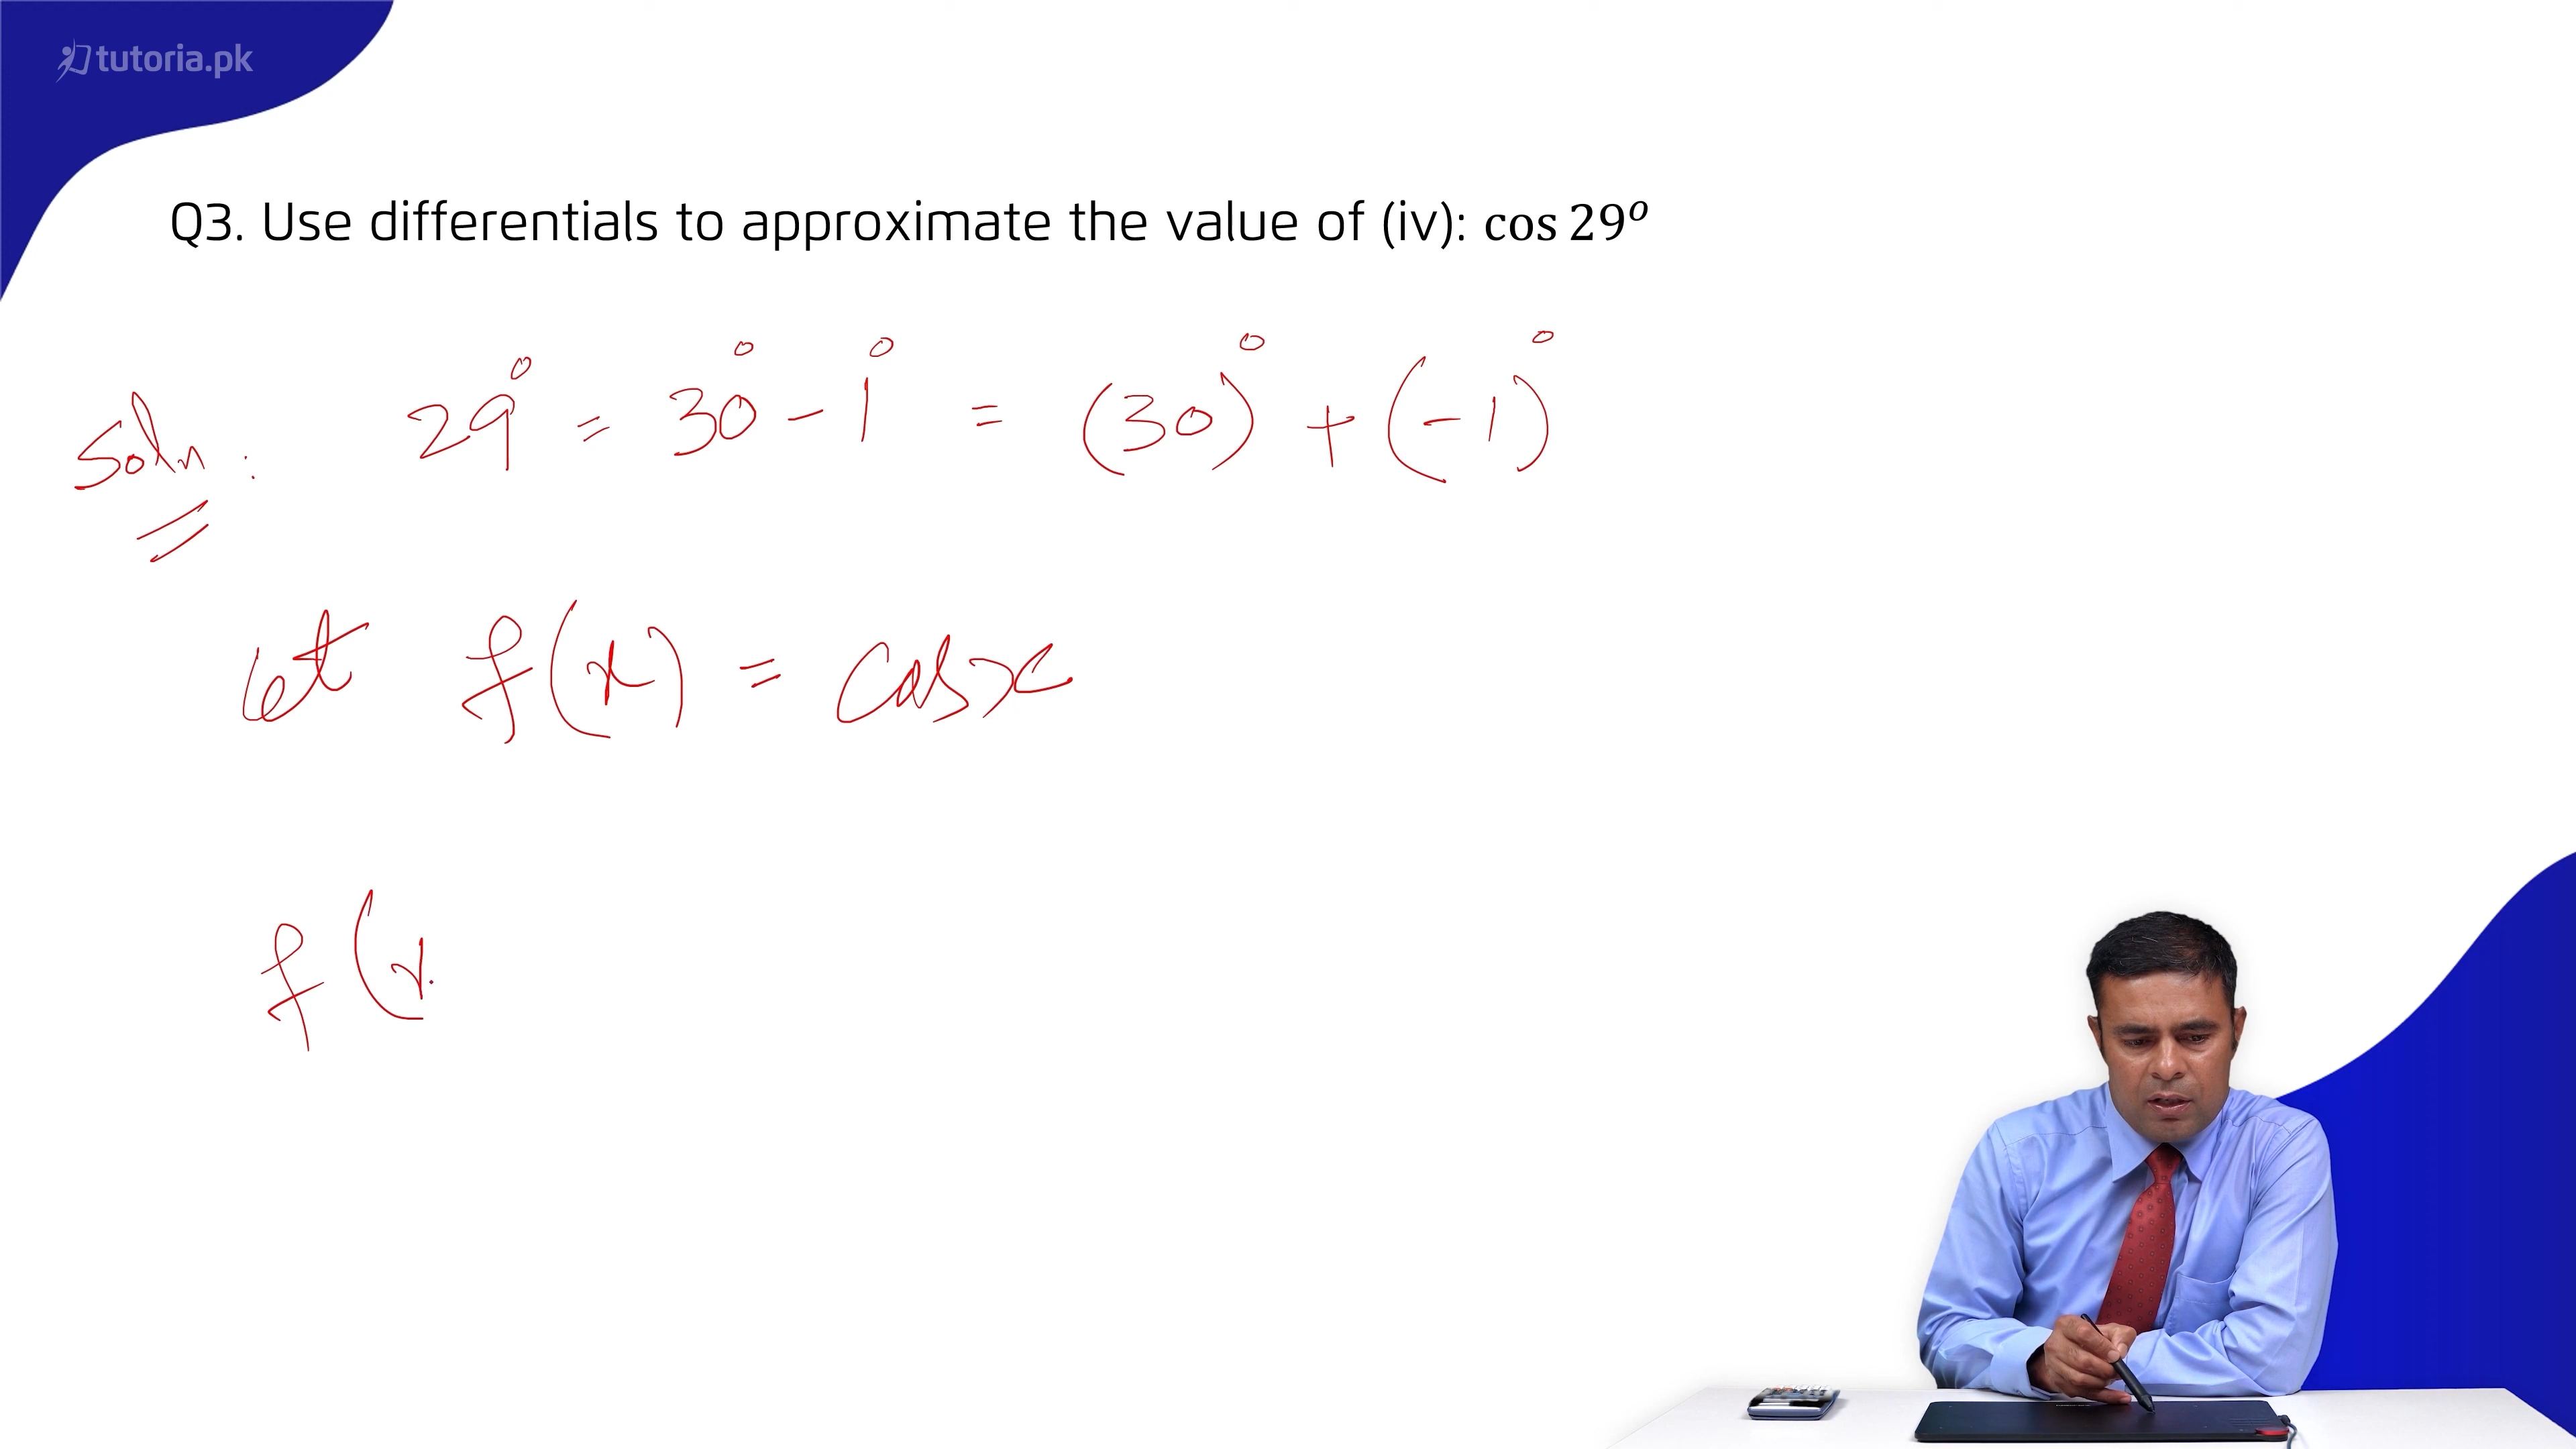 tutoria.pk
Q3. Use differentials to approximate the value of (iv): cos 29°
Soln: 29° = 30° - 1° = (30)° + (-1)°
let f(x) = cosx
f(x